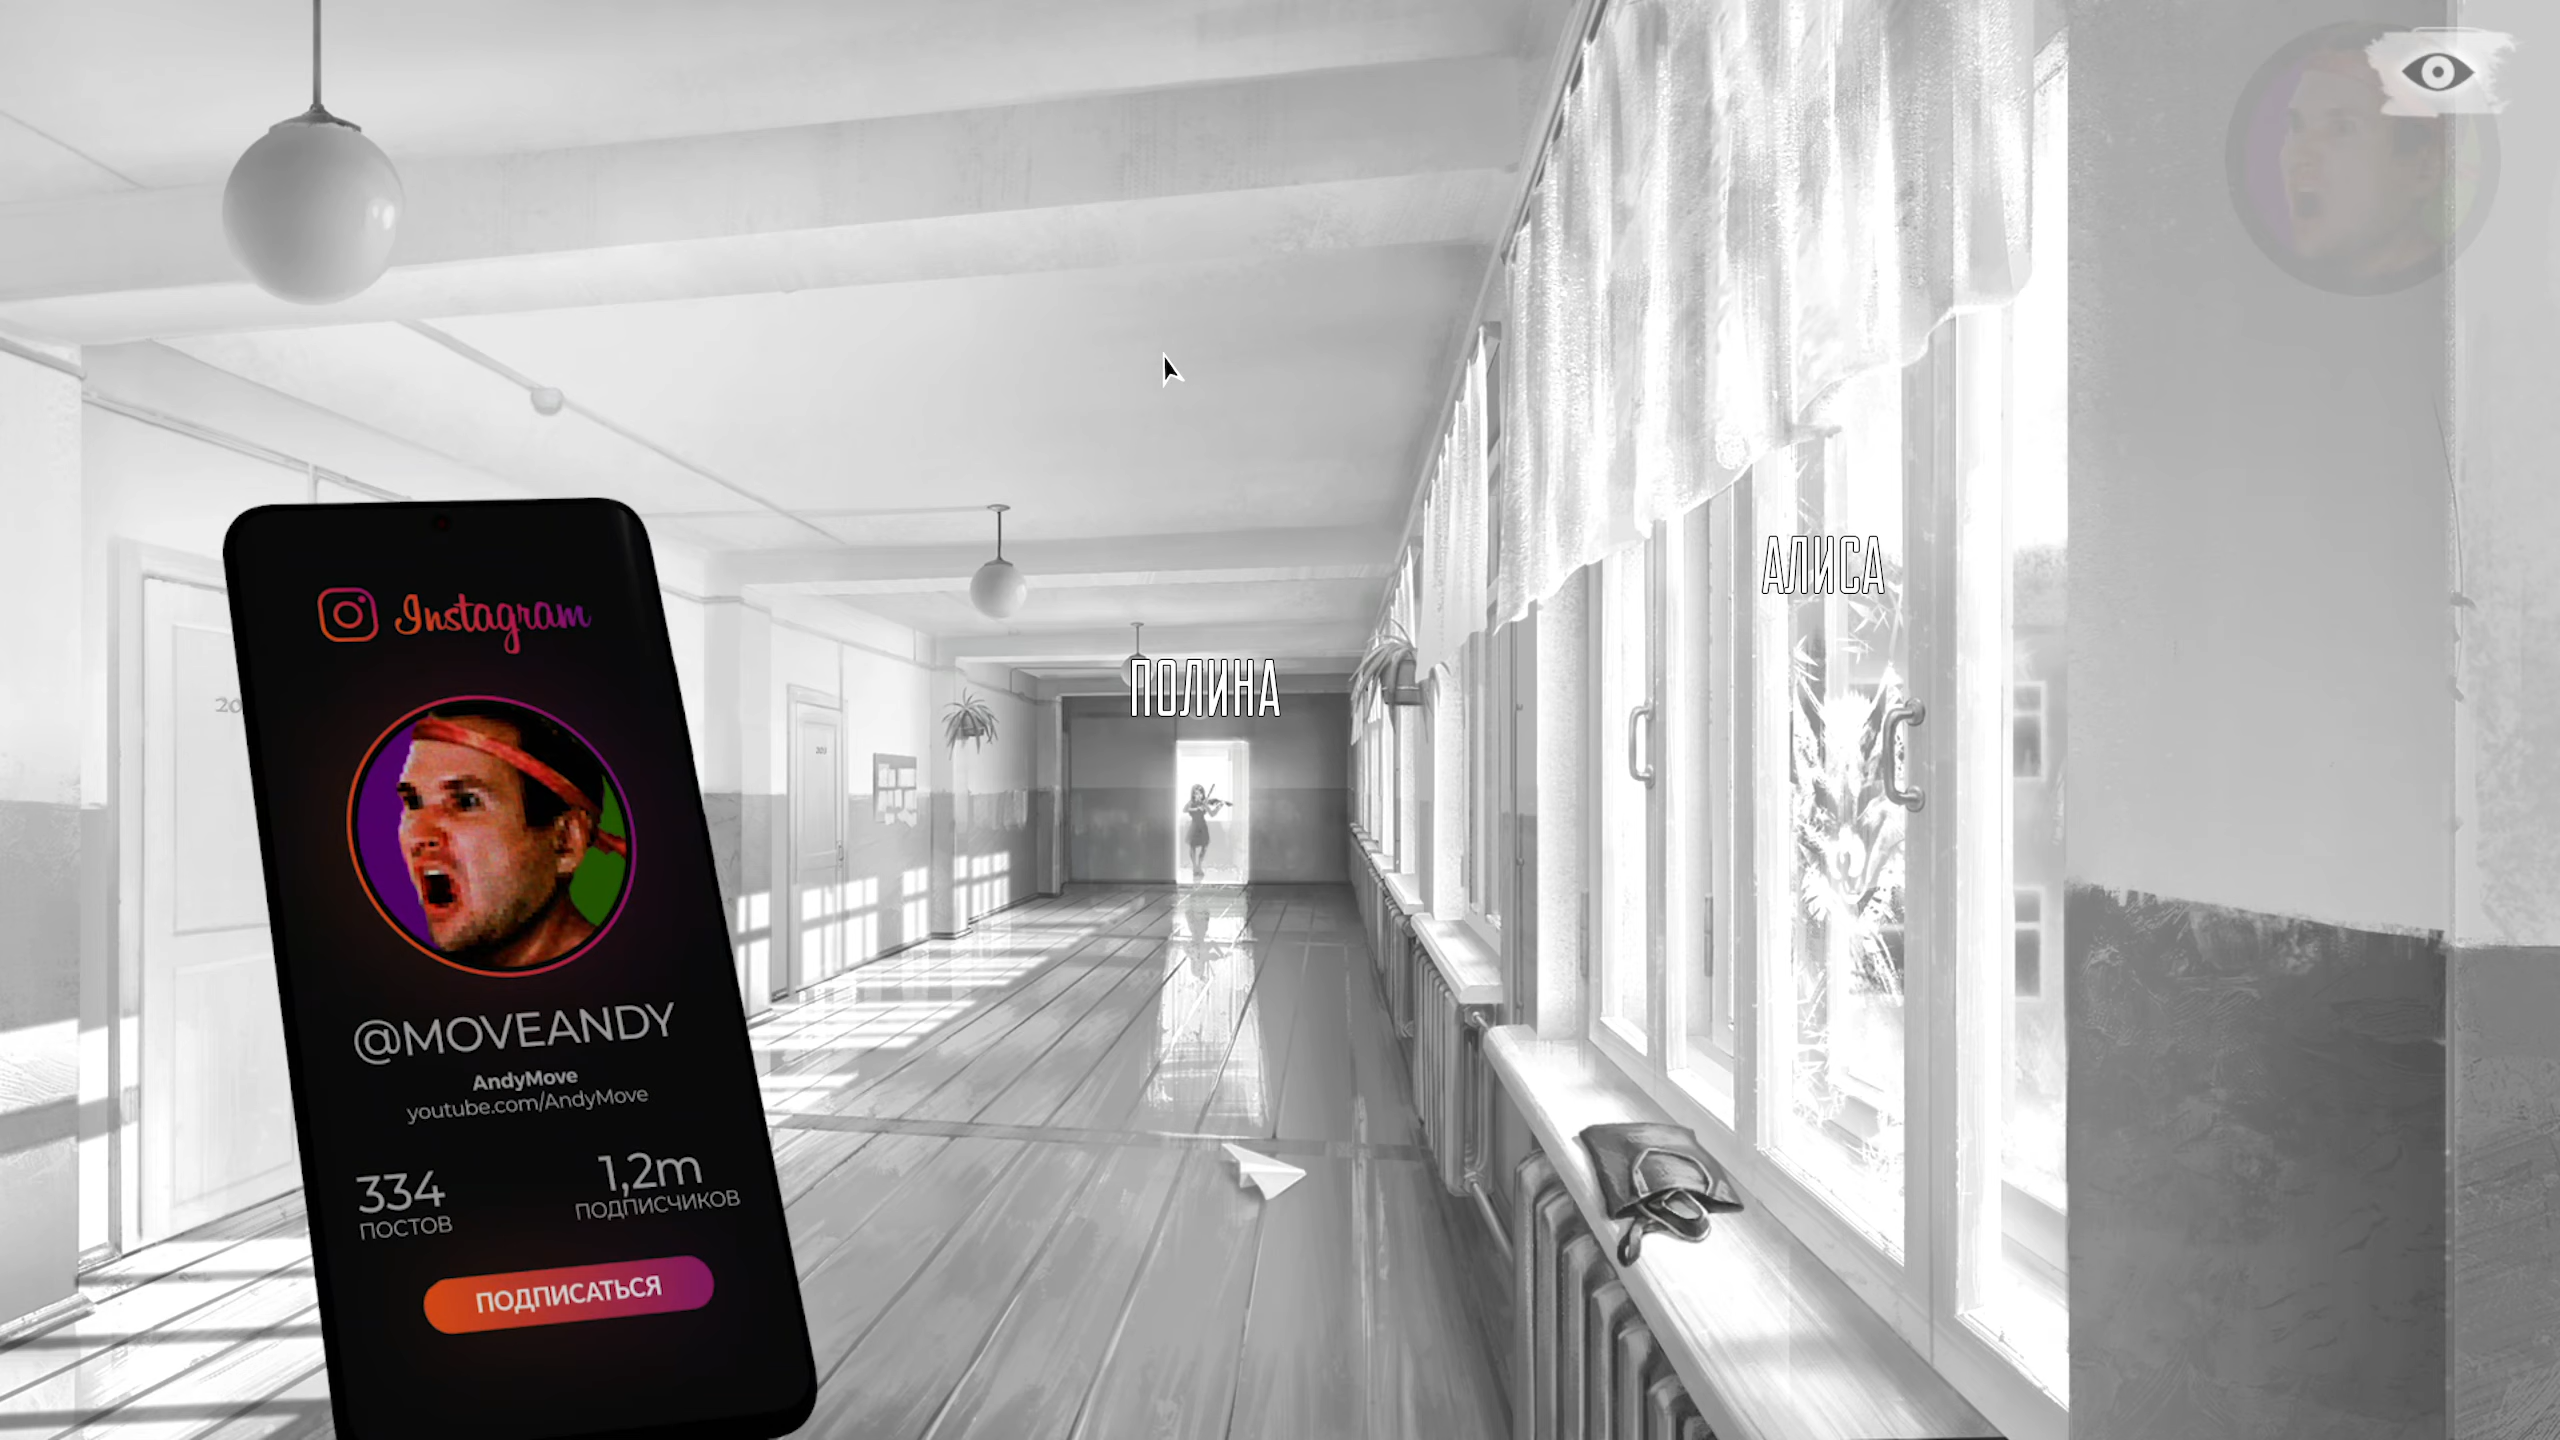 АЛИСА
ПОЛИНА
Instagram
@MOVEANDY
AndyMove
youtube.com/AndyMove
334
ПОСТОВ
1,2m
ПОДПИСЧИКОВ
ПОДПИСАТЬСЯ